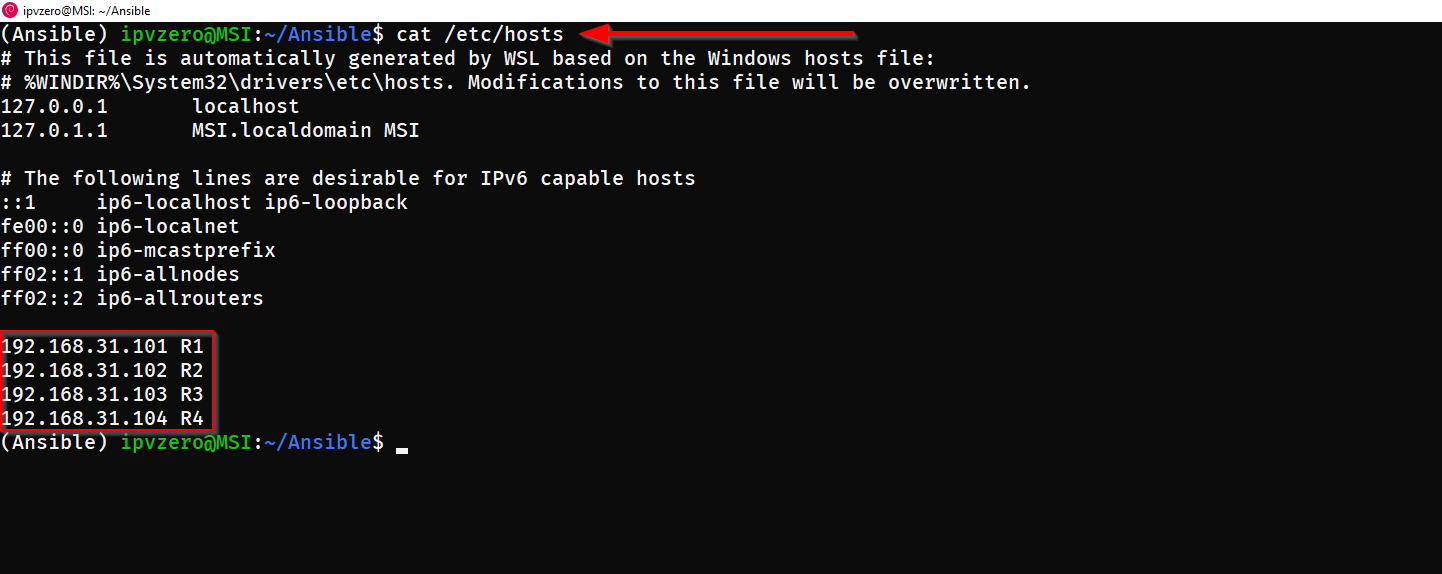 ipvzero@MSI: ~/Ansible
(Ansible) ipvzero@MSI:~/Ansible$ cat /etc/hosts
# This file is automatically generated by WSL based on the Windows hosts file:
# %WINDIR%\System32\drivers\etc\hosts. Modifications to this file will be overwritten.
127.0.0.1       localhost
127.0.1.1       MSI.localdomain MSI
# The following lines are desirable for IPv6 capable hosts
::1     ip6-localhost ip6-loopback
fe00::0 ip6-localnet
ff00::0 ip6-mcastprefix
ff02::1 ip6-allnodes
ff02::2 ip6-allrouters
192.168.31.101 R1
192.168.31.102 R2
192.168.31.103 R3
192.168.31.104 R4
(Ansible) ipvzero@MSI:~/Ansible$